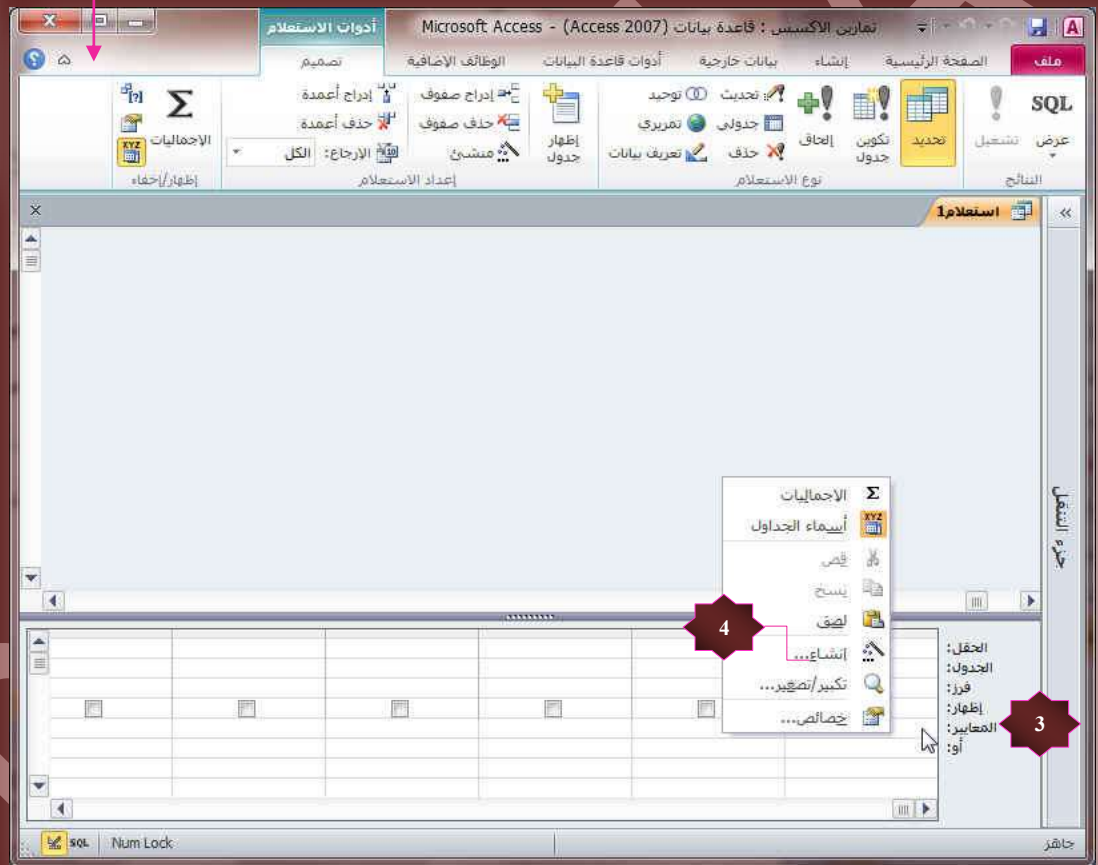 تمارين الاكسس : قاعدة بيانات (Access 2007) - Microsoft Access
أدوات الاستعلام
ملف
الصفحة الرئيسية
إنشاء
بيانات خارجية
أدوات قاعدة البيانات
الوظائف الإضافية
تصميم
SQL
عرض
تشغيل
النتائج
تحديد
تكوين جدول
إلحاق
تحديث
جدولي
حذف
توحيد
تمريري
تعريف بيانات
نوع الاستعلام
إظهار جدول
إدراج صفوف
حذف صفوف
منشئ
إدراج أعمدة
حذف أعمدة
الإرجاع: الكل
إعداد الاستعلام
الاجماليات
إظهار/إخفاء
استعلام1
جزء التنقل
الاجماليات
أسماء الجداول
قص
نسخ
لصق
إنشاء...
تكبير/تصغير...
خصائص...
4
الحقل:
الجدول:
فرز:
إظهار:
المعايير:
أو:
3
جاهز
Num Lock
SQL